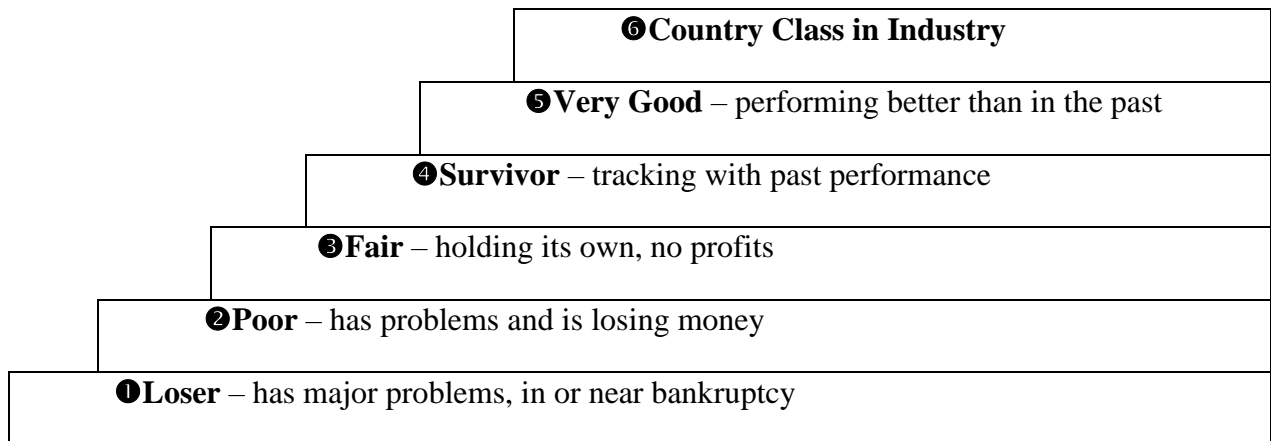 ❻Country Class in Industry
❺Very Good – performing better than in the past
❹Survivor – tracking with past performance
❸Fair – holding its own, no profits
❷Poor – has problems and is losing money
❶Loser – has major problems, in or near bankruptcy